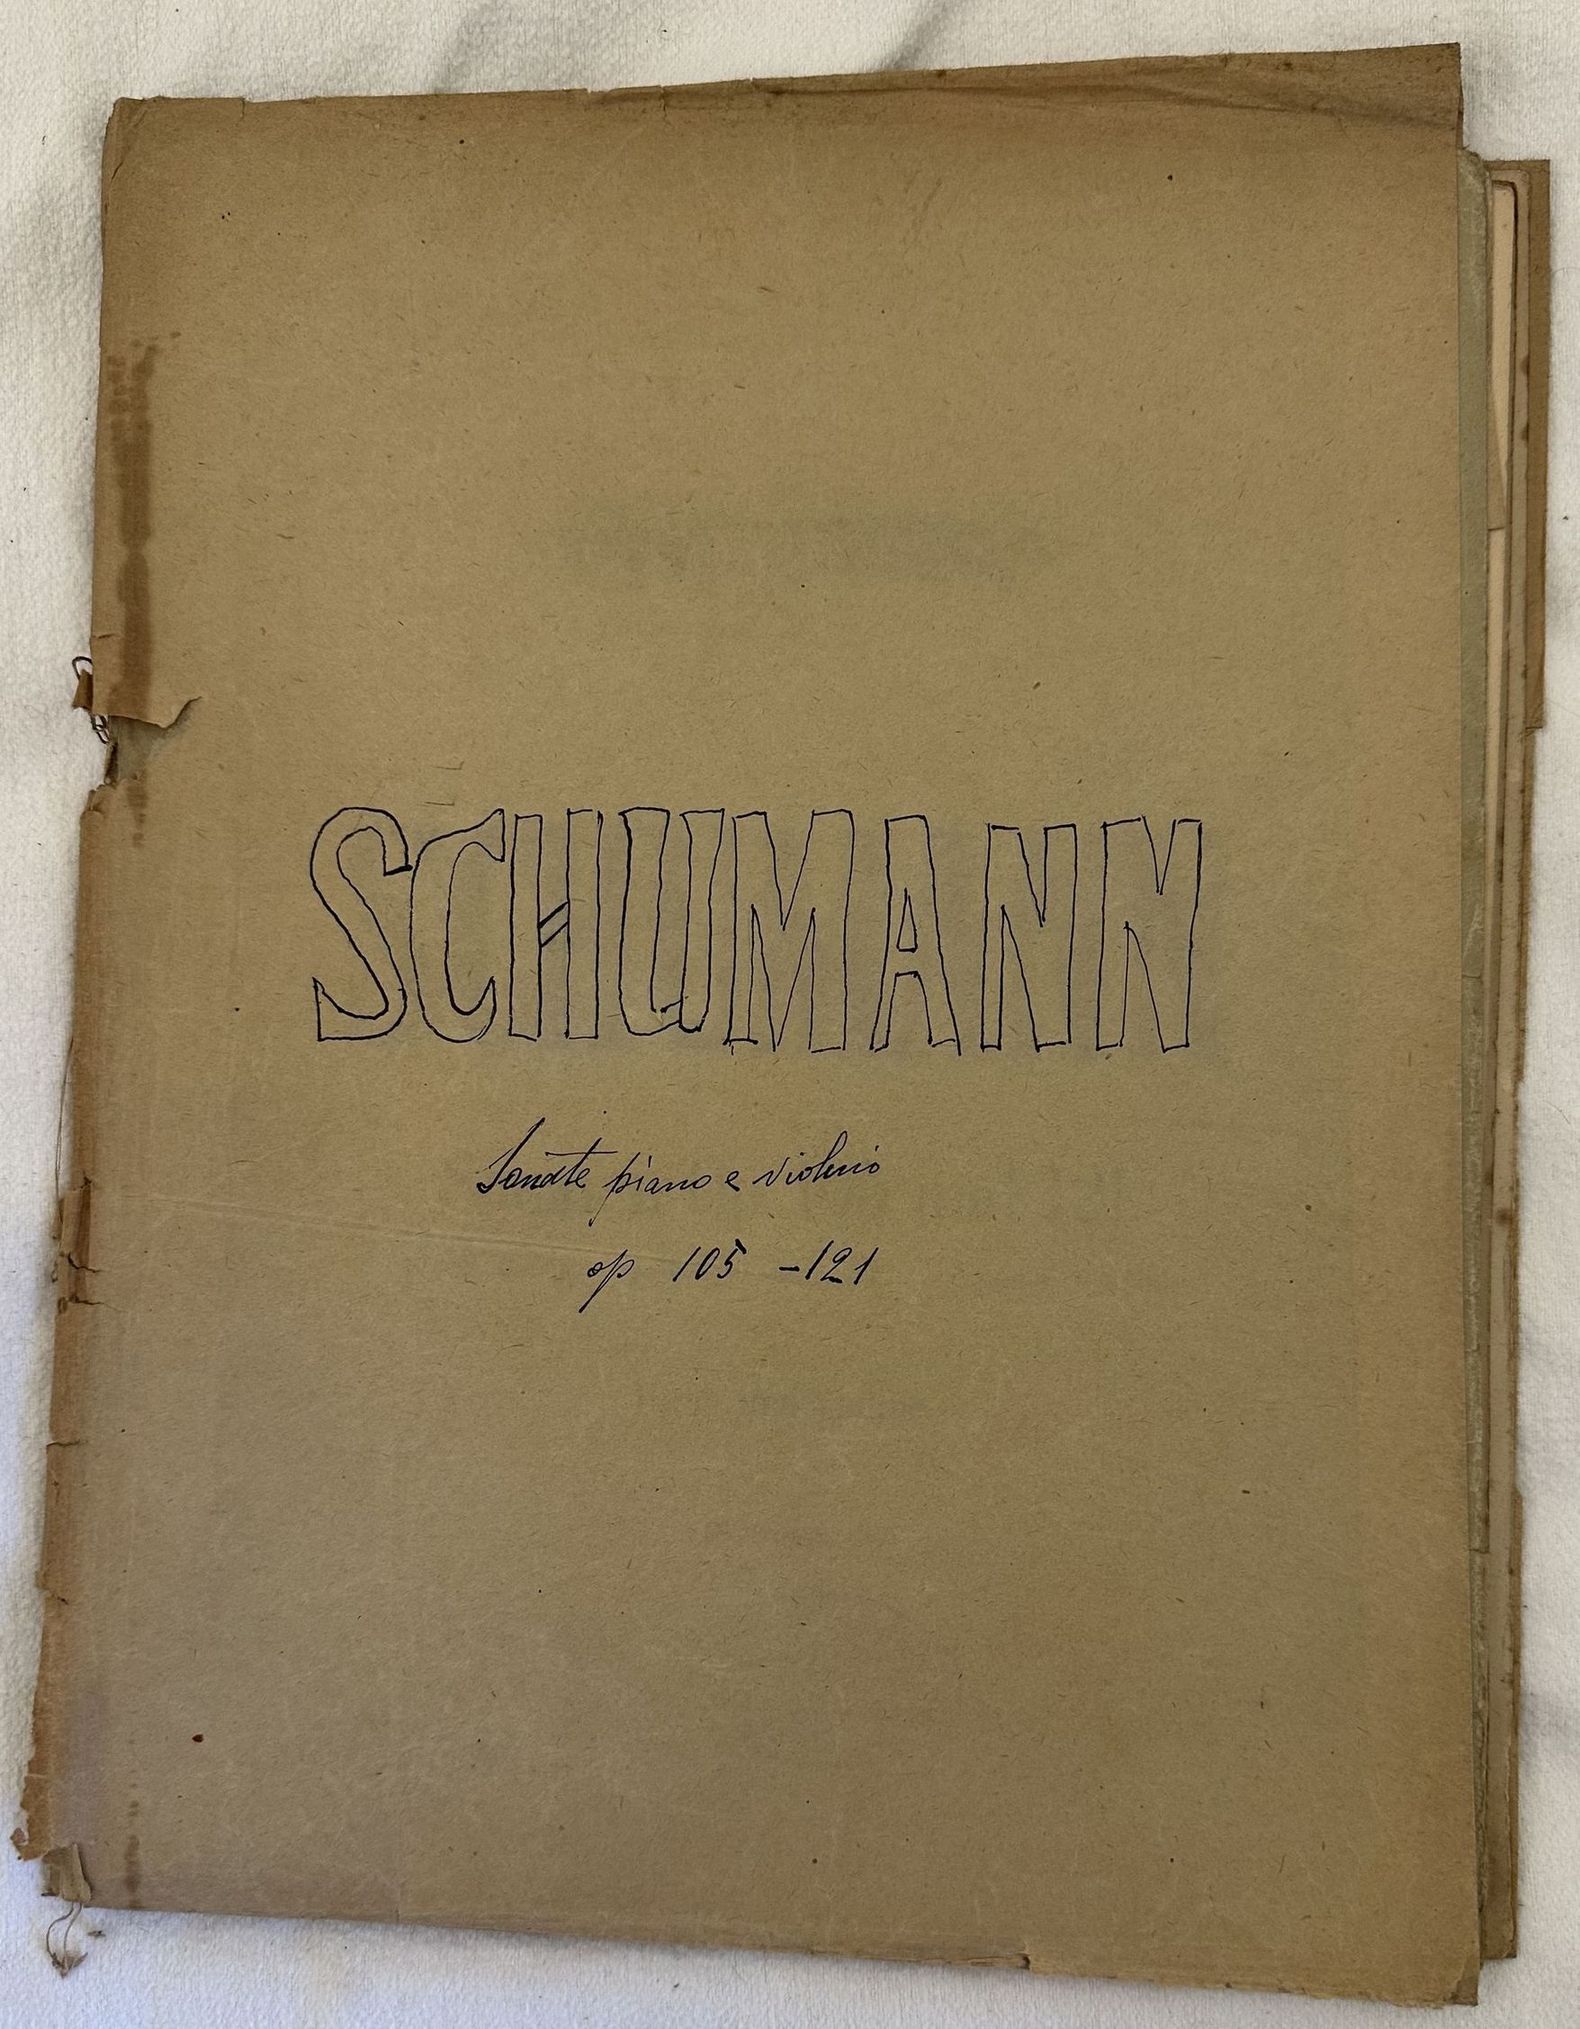 SCHUMANN
Sonate piano e violino
op 105 - 121